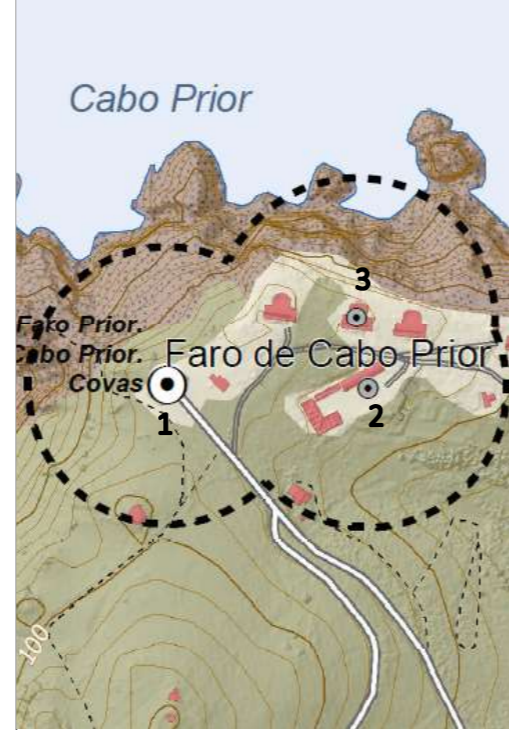 Cabo Prior
3
Faro Prior.
Cabo Prior.
Faro de Cabo Prior
Covas
1
2
100